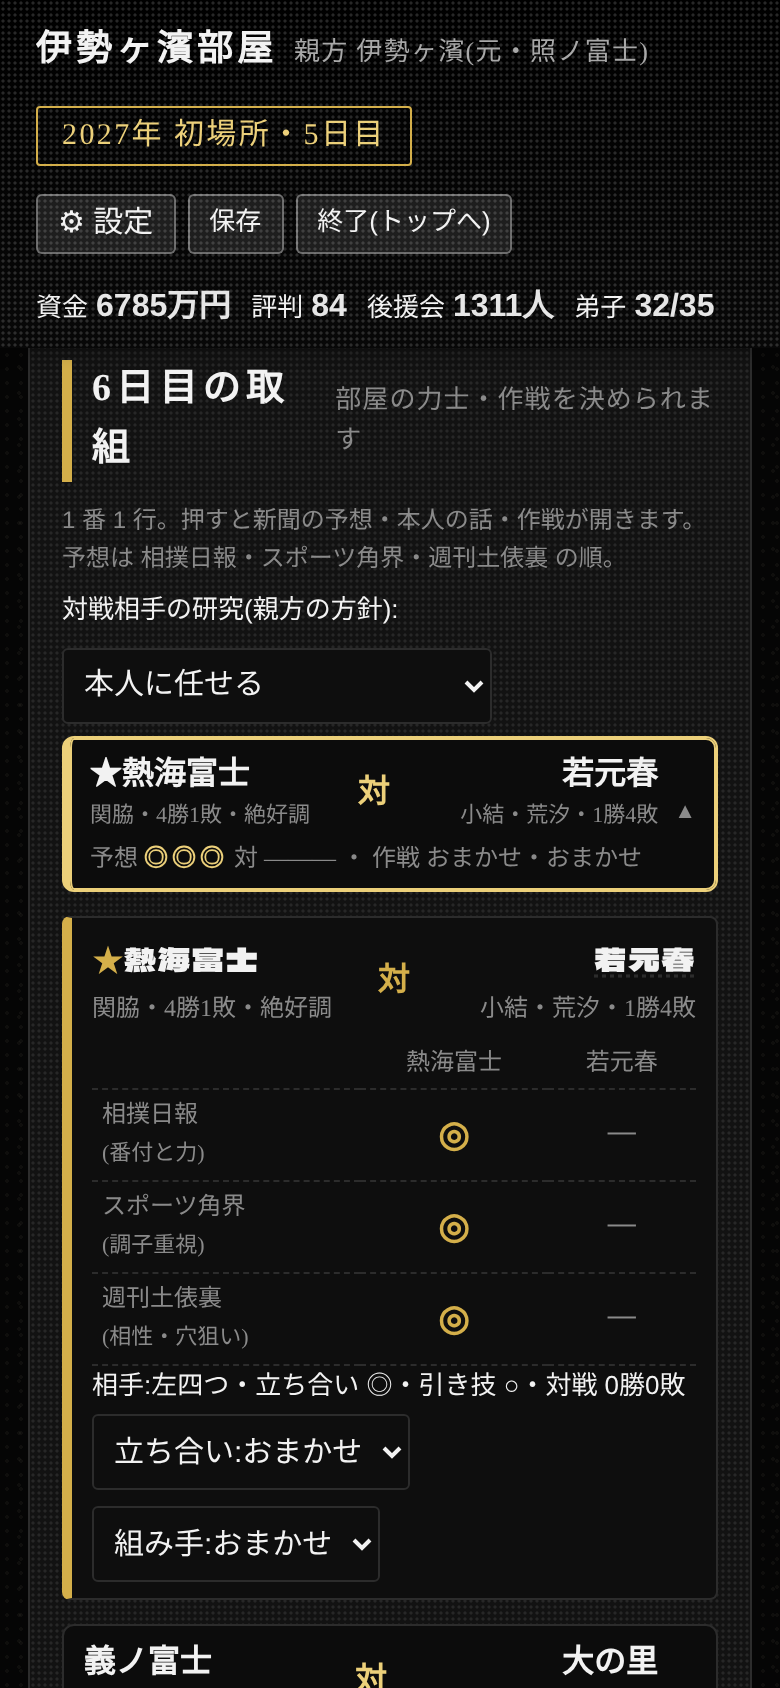 伊勢ヶ濱部屋 親方 伊勢ヶ濱(元・照ノ富士)
2027年 初場所・5日目
⚙ 設定 保存 終了(トップへ)
資金 6785万円 評判 84 後援会 1311人 弟子 32/35
6日目の取
組
部屋の力士・作戦を決められま
す
1 番 1 行。押すと新聞の予想・本人の話・作戦が開きます。
予想は 相撲日報・スポーツ角界・週刊土俵裏 の順。
対戦相手の研究(親方の方針):
本人に任せる
★熱海富士 対 若元春
関脇・4勝1敗・絶好調 小結・荒汐・1勝4敗 ▲
予想 ◎◎◎ 対 ——— ・ 作戦 おまかせ・おまかせ
★熱海富士 対 若元春
関脇・4勝1敗・絶好調 小結・荒汐・1勝4敗
熱海富士 若元春
相撲日報
(番付と力) ◎ —
スポーツ角界
(調子重視) ◎ —
週刊土俵裏
(相性・穴狙い) ◎ —
相手:左四つ・立ち合い ◎・引き技 ○・対戦 0勝0敗
立ち合い:おまかせ
組み手:おまかせ
義ノ富士 対 大の里